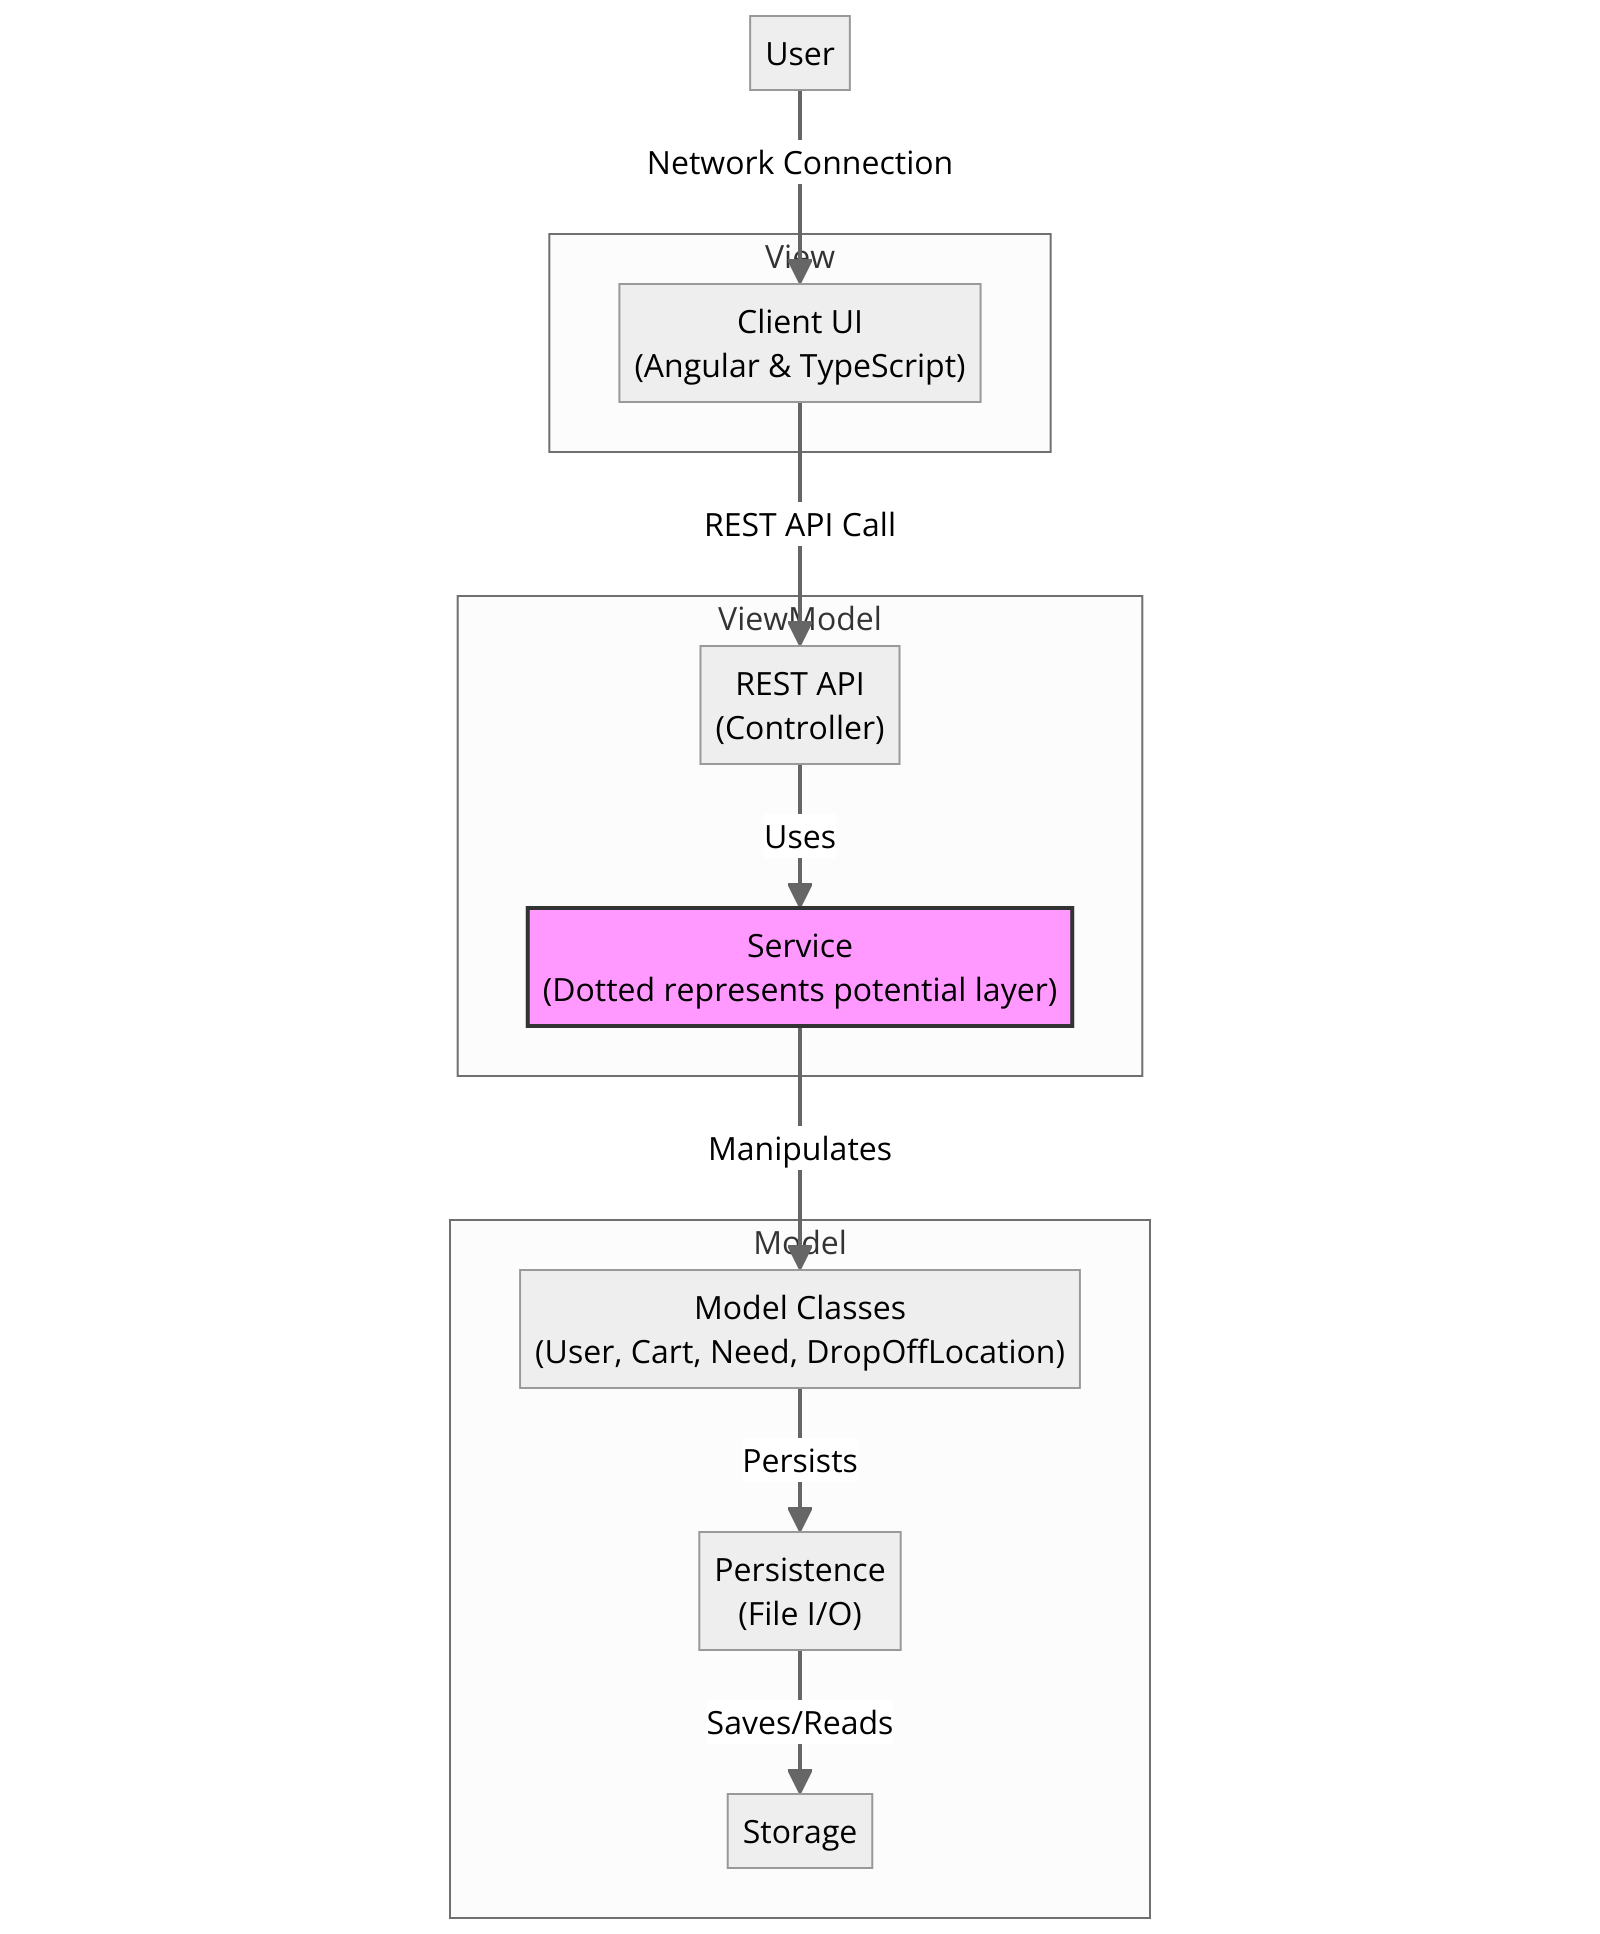 User
Network Connection
View
Client UI
(Angular & TypeScript)
REST API Call
ViewModel
REST API
(Controller)
Uses
Service
(Dotted represents potential layer)
Manipulates
Model
Model Classes
(User, Cart, Need, DropOffLocation)
Persists
Persistence
(File I/O)
Saves/Reads
Storage